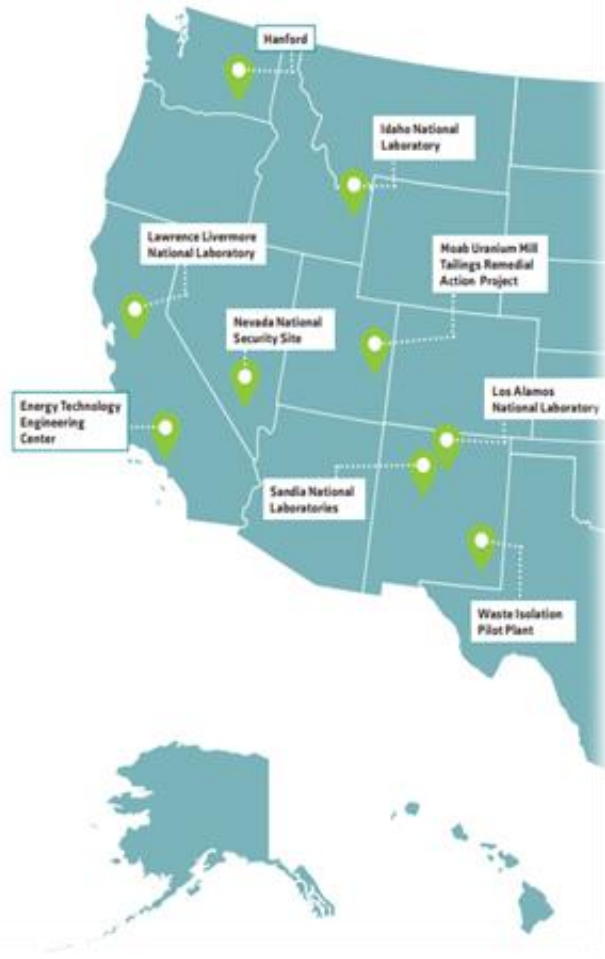 Hanford
Idaho National
Laboratory
Lawrence Livermore
National Laboratory
Moab Uranium Mill
Tailings Remedial
Action Project
Nevada National
Security Site
Energy Technology
Engineering
Center
Los Alamos
National Laboratory
Sandia National
Laboratories
Waste Isolation
Pilot Plant